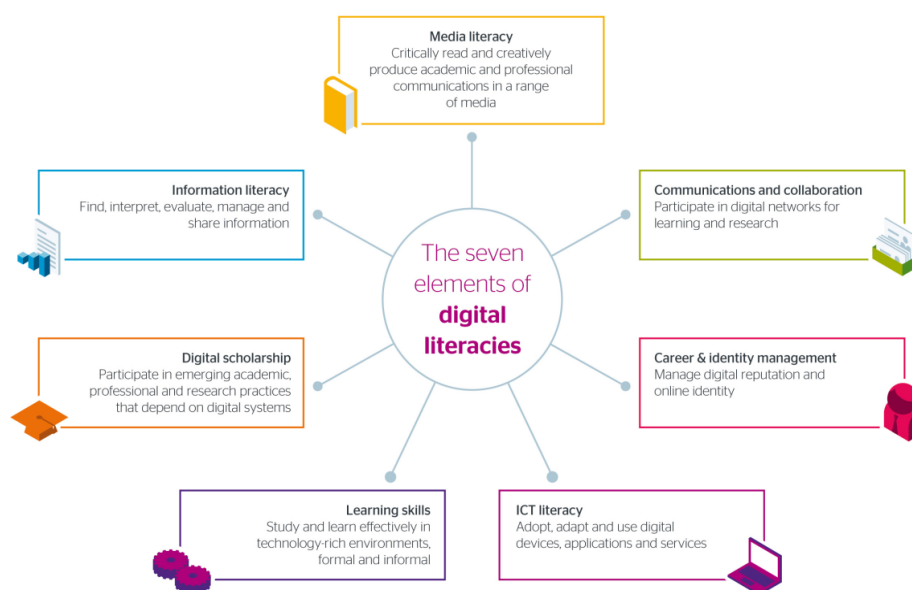 Media literacy
Critically read and creatively
produce academic and professional
communications in a range
of media
Information literacy
Find, interpret, evaluate, manage and
share information
Communications and collaboration
Participate in digital networks for
learning and research
The seven
elements of
digital
literacies
Digital scholarship
Participate in emerging academic,
professional and research practices
that depend on digital systems
Career & identity management
Manage digital reputation and
online identity
Learning skills
Study and learn effectively in
technology-rich environments,
formal and informal
ICT literacy
Adopt, adapt and use digital
devices, applications and services